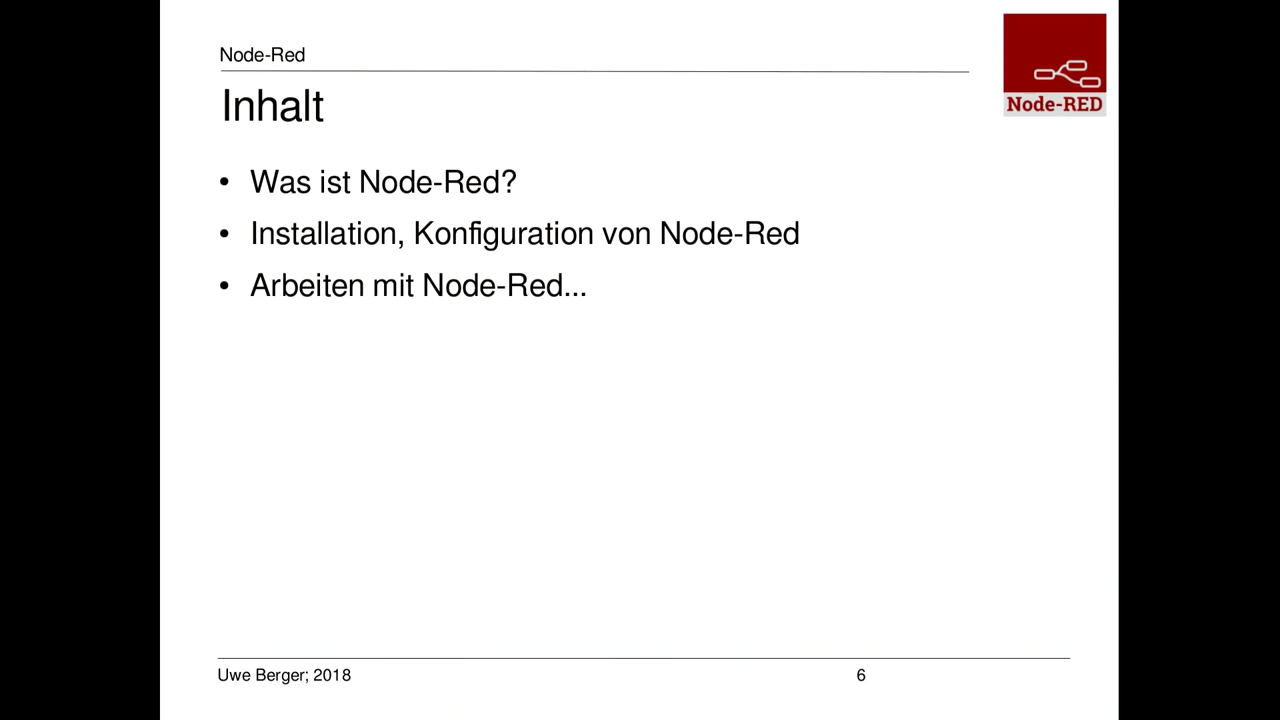 Node-Red
Node-RED
Inhalt
• Was ist Node-Red?
• Installation, Konfiguration von Node-Red
• Arbeiten mit Node-Red...
Uwe Berger; 2018
6